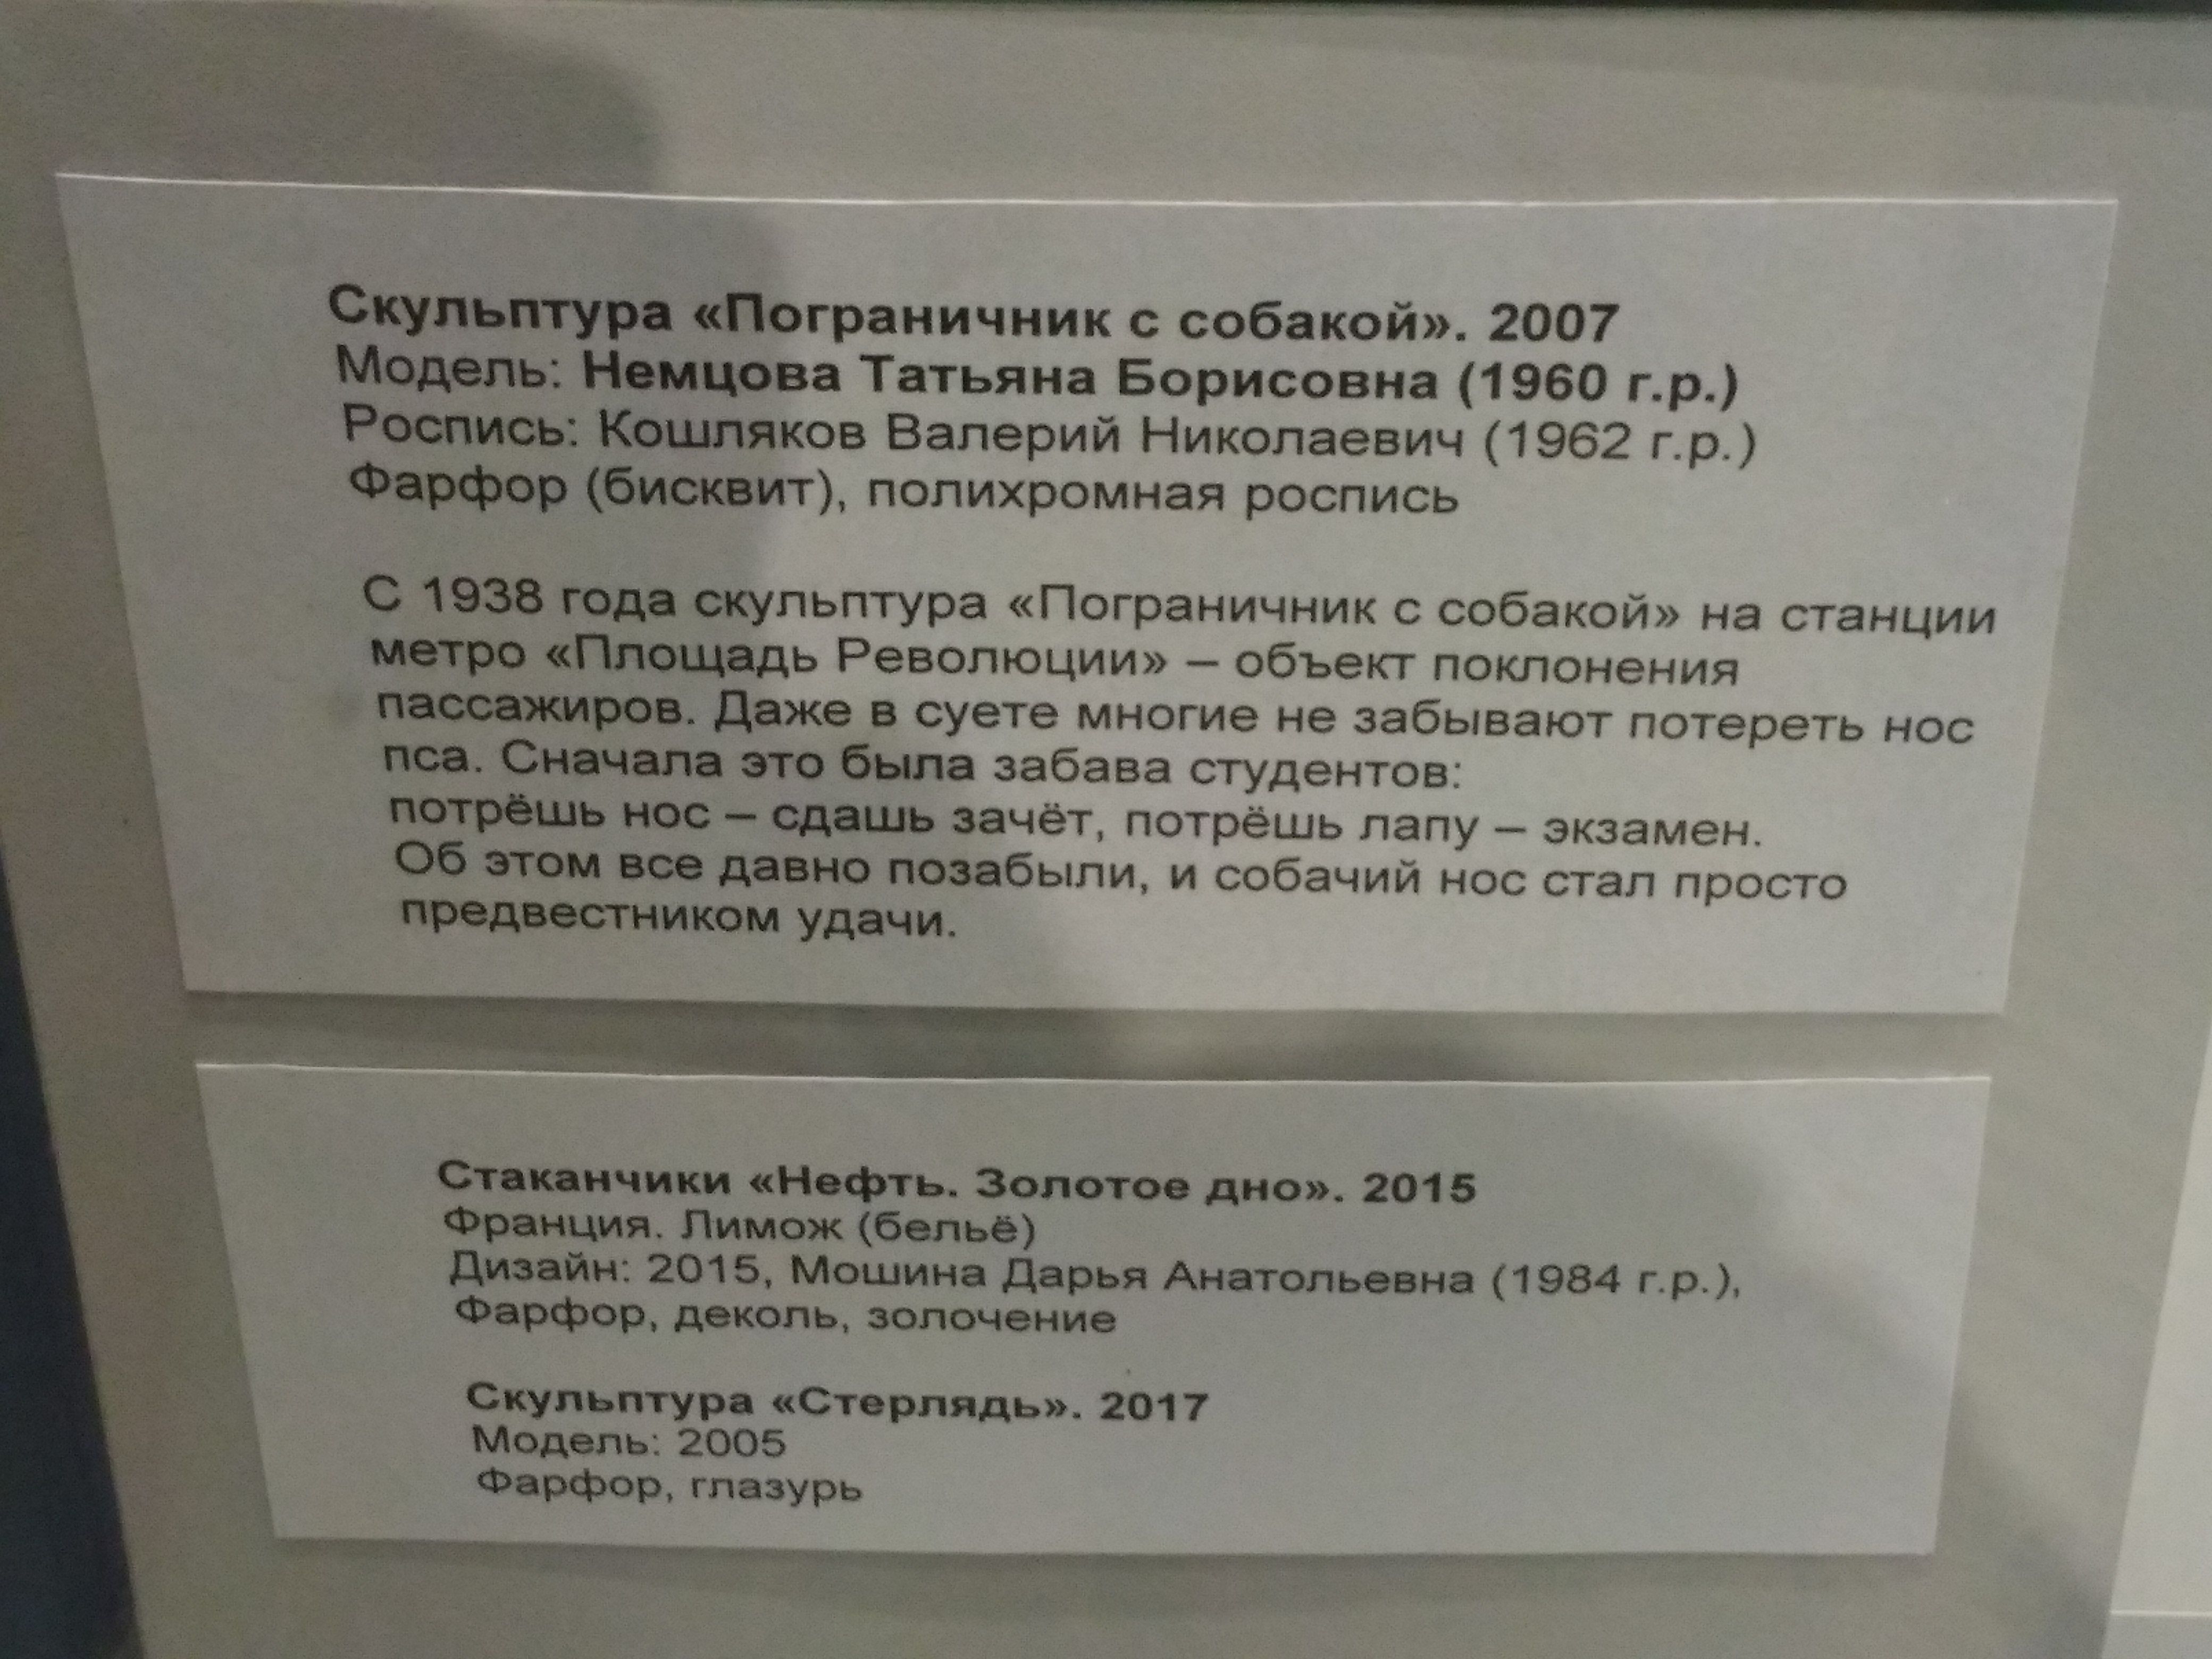 Скульптура «Пограничник с собакой». 2007
Модель: Немцова Татьяна Борисовна (1960 г.р.)
Роспись: Кошляков Валерий Николаевич (1962 г.р.)
Фарфор (бисквит), полихромная роспись
С 1938 года скульптура «Пограничник с собакой» на станции
метро «Площадь Революции» – объект поклонения
пассажиров. Даже в суете многие не забывают потереть нос
пса. Сначала это была забава студентов:
потрёшь нос – сдашь зачёт, потрёшь лапу – экзамен.
Об этом все давно позабыли, и собачий нос стал просто
предвестником удачи.
Стаканчики «Нефть. Золотое дно». 2015
Франция. Лимож (бельё)
Дизайн: 2015, Мошина Дарья Анатольевна (1984 г.р.),
Фарфор, деколь, золочение
Скульптура «Стерлядь». 2017
Модель: 2005
Фарфор, глазурь